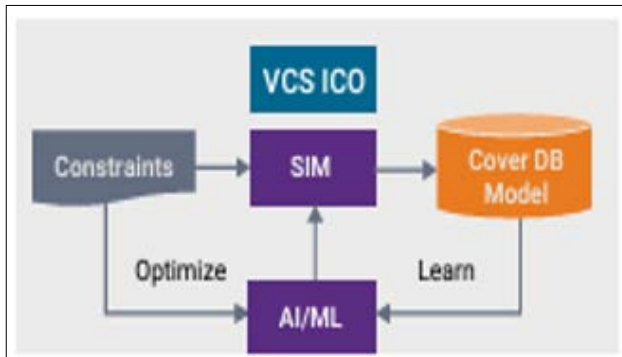 VCS ICO
Constraints
SIM
Cover DB
Model
Optimize
Learn
AI/ML